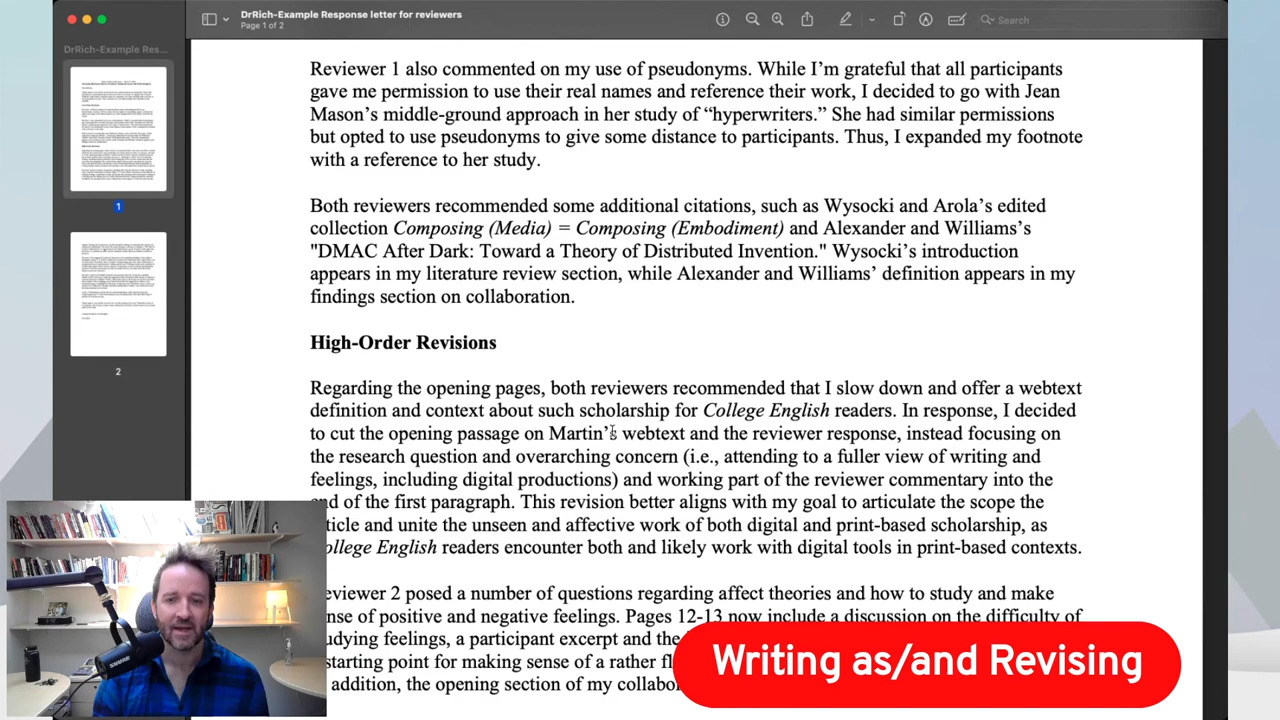 DrRich-Example Response letter for reviewers
Page 1 of 2
Search
DrRich-Example Res...
1
2
Reviewer 1 also commented on my use of pseudonyms. While I'm grateful that all participants
gave me permission to use their real names and reference their work, I decided to go with Jean
Mason's middle-ground approach in her study of “hyperwriters.” She had similar permissions
but opted to use pseudonyms to give some distance to participants. Thus, I expanded my footnote
with a reference to her study.
Both reviewers recommended some additional citations, such as Wysocki and Arola’s edited
collection Composing (Media) = Composing (Embodiment) and Alexander and Williams’s
"DMAC After Dark: Toward a Theory of Distributed Invention." Wysocki’s introduction
appears in my literature review section, while Alexander and Williams’ definition appears in my
findings section on collaboration.
High-Order Revisions
Regarding the opening pages, both reviewers recommended that I slow down and offer a webtext
definition and context about such scholarship for College English readers. In response, I decided
to cut the opening passage on Martin’s webtext and the reviewer response, instead focusing on
the research question and overarching concern (i.e., attending to a fuller view of writing and
feelings, including digital productions) and working part of the reviewer commentary into the
end of the first paragraph. This revision better aligns with my goal to articulate the scope the
ticle and unite the unseen and affective work of both digital and print-based scholarship, as
ollege English readers encounter both and likely work with digital tools in print-based contexts.
eviewer 2 posed a number of questions regarding affect theories and how to study and make
nse of positive and negative feelings. Pages 12-13 now include a discussion on the difficulty of
udying feelings, a participant excerpt and the
starting point for making sense of a rather fl
addition, the opening section of my collabo
Writing as/and Revising
SHURE